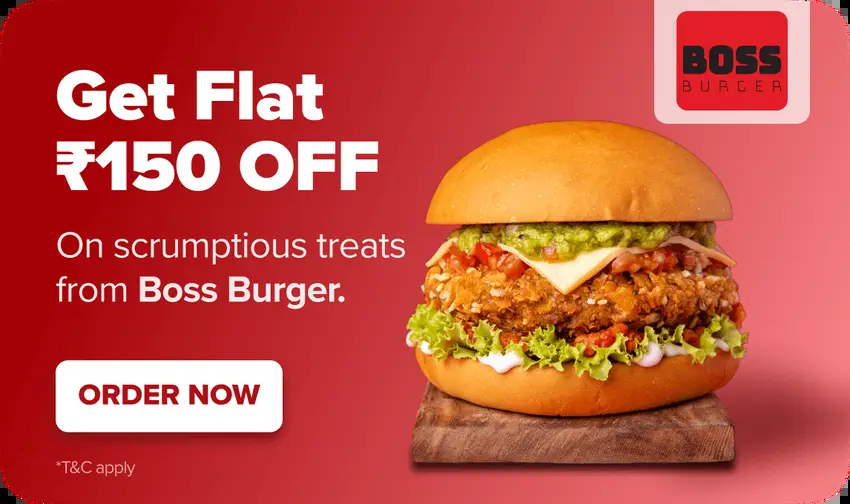 BOSS
BURGER
Get Flat
₹150 OFF
On scrumptious treats
from Boss Burger.
ORDER NOW
*T&C apply